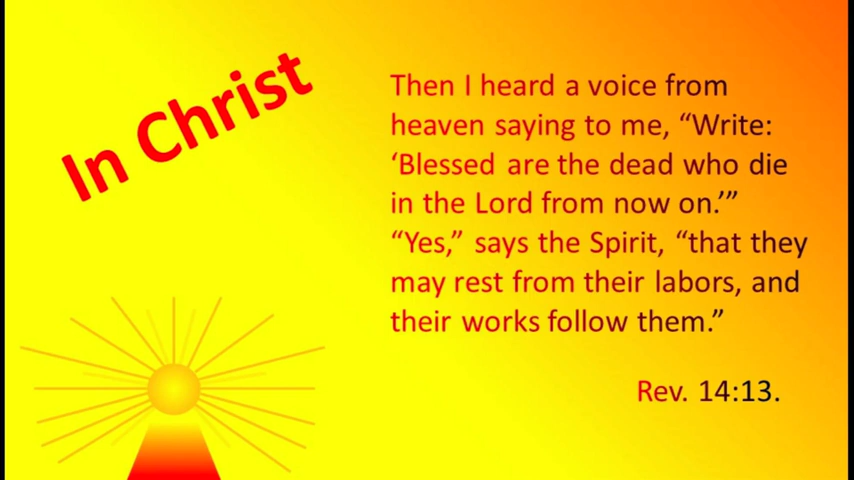 In Christ
Then I heard a voice from
heaven saying to me, “Write:
‘Blessed are the dead who die
in the Lord from now on.’”
“Yes,” says the Spirit, “that they
may rest from their labors, and
their works follow them.”
Rev. 14:13.